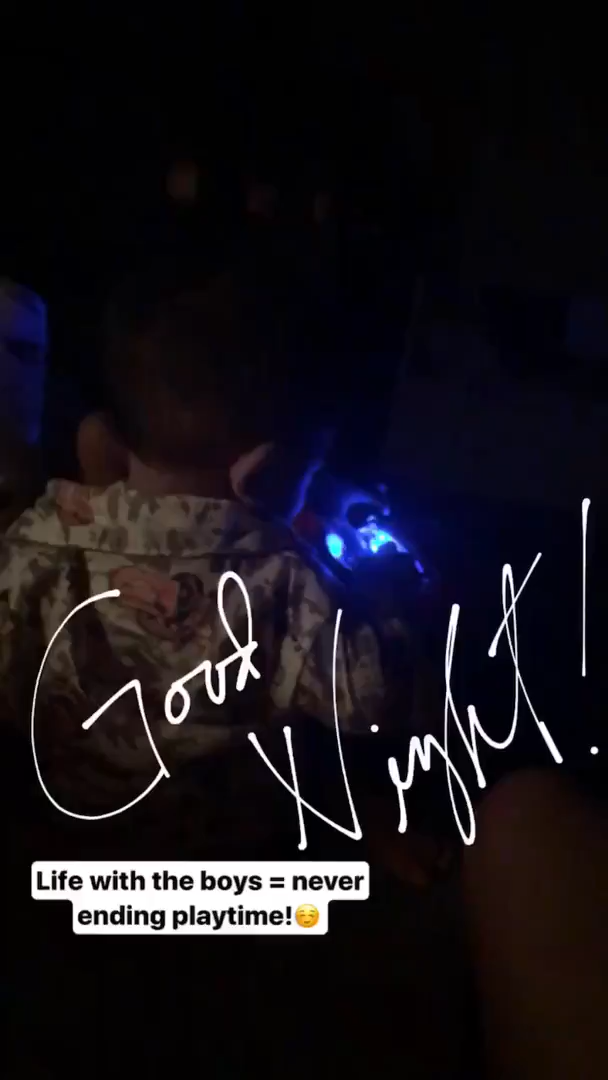 Good
Night!
Life with the boys = never
ending playtime!☺️